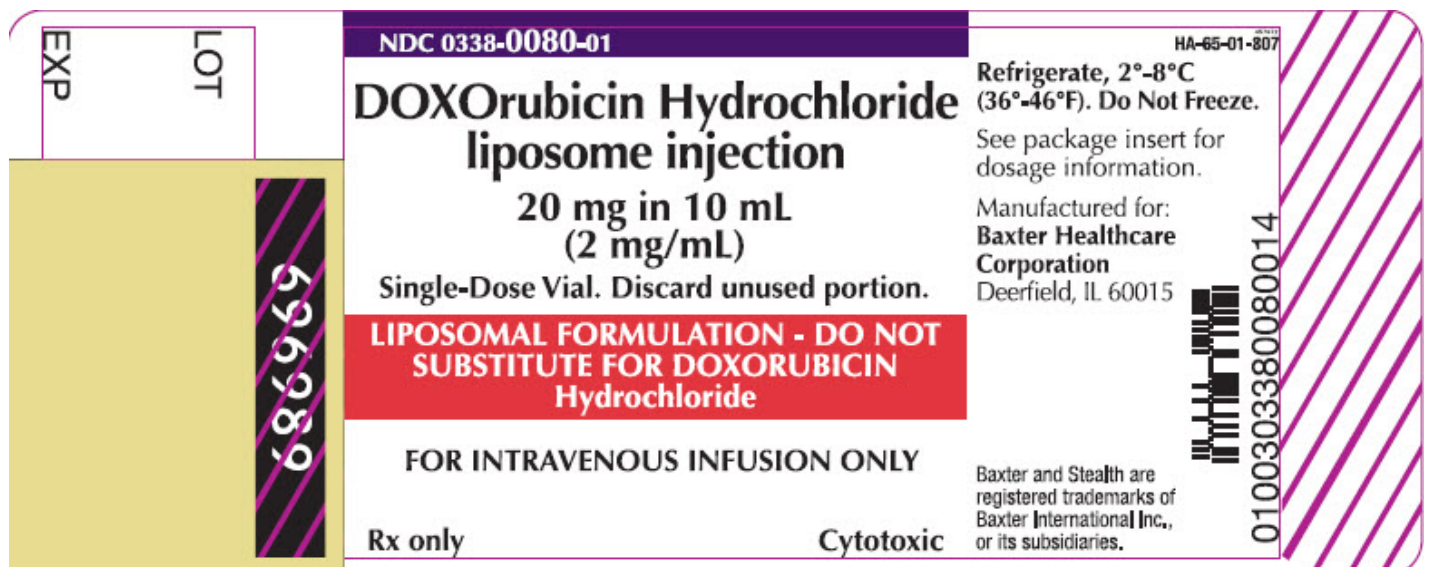 EXP
LOT
6869699
NDC 0338-0080-01
DOXOrubicin Hydrochloride
liposome injection
20 mg in 10 mL
(2 mg/mL)
Single-Dose Vial. Discard unused portion.
LIPOSOMAL FORMULATION - DO NOT
SUBSTITUTE FOR DOXORUBICIN
Hydrochloride
FOR INTRAVENOUS INFUSION ONLY
Rx only
Cytotoxic
HA-65-01-807
Refrigerate, 2°-8°C
(36°-46°F). Do Not Freeze.
See package insert for
dosage information.
Manufactured for:
Baxter Healthcare
Corporation
Deerfield, IL 60015
Baxter and Stealth are
registered trademarks of
Baxter International Inc.,
or its subsidiaries.
0100303380080014